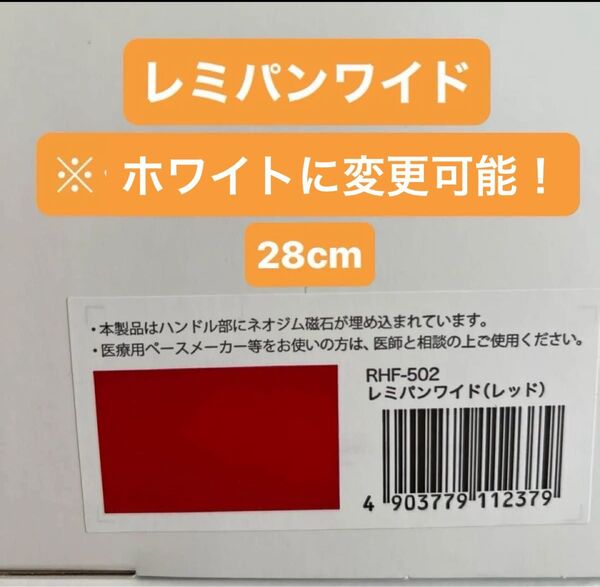 レミパンワイド
※ ホワイトに変更可能！
28cm
・本製品はハンドル部にネオジム磁石が埋め込まれています。
・医療用ペースメーカー等をお使いの方は、医師と相談の上ご使用ください。
RHF-502
レミパンワイド(レッド)
4 903779 112379